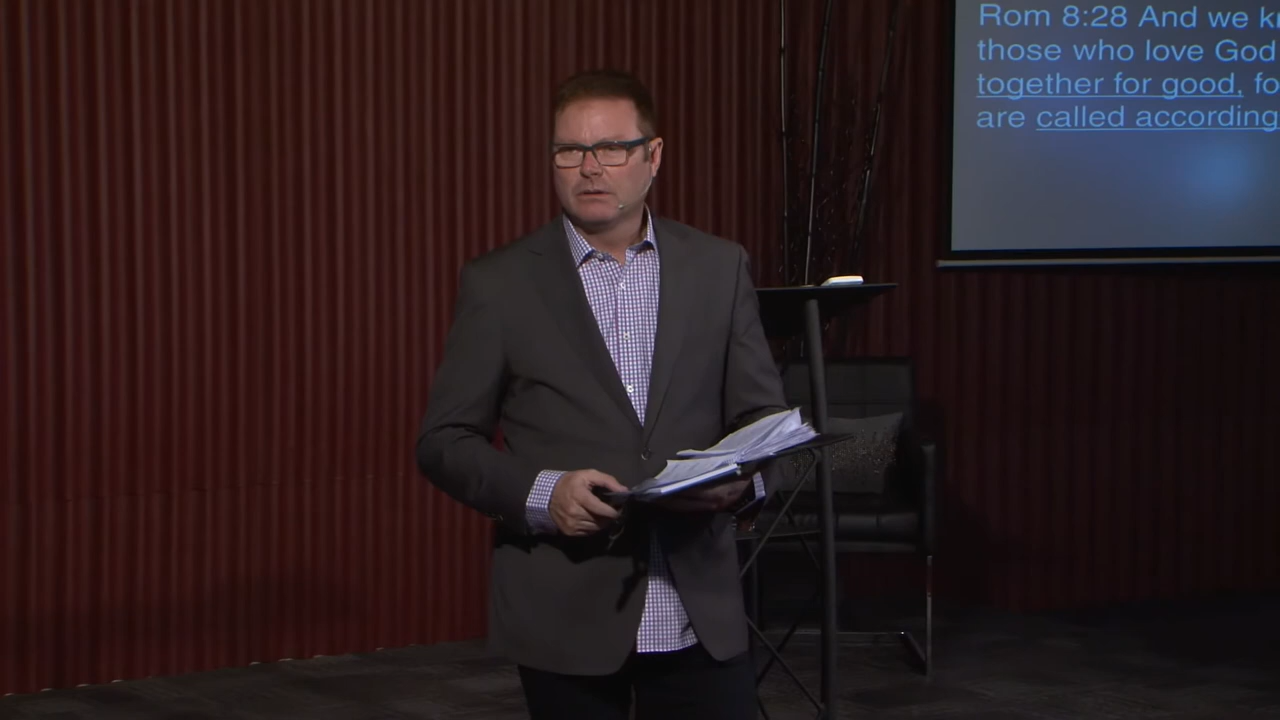 Rom 8:28 And we
those who love God
together for good, fo
are called according